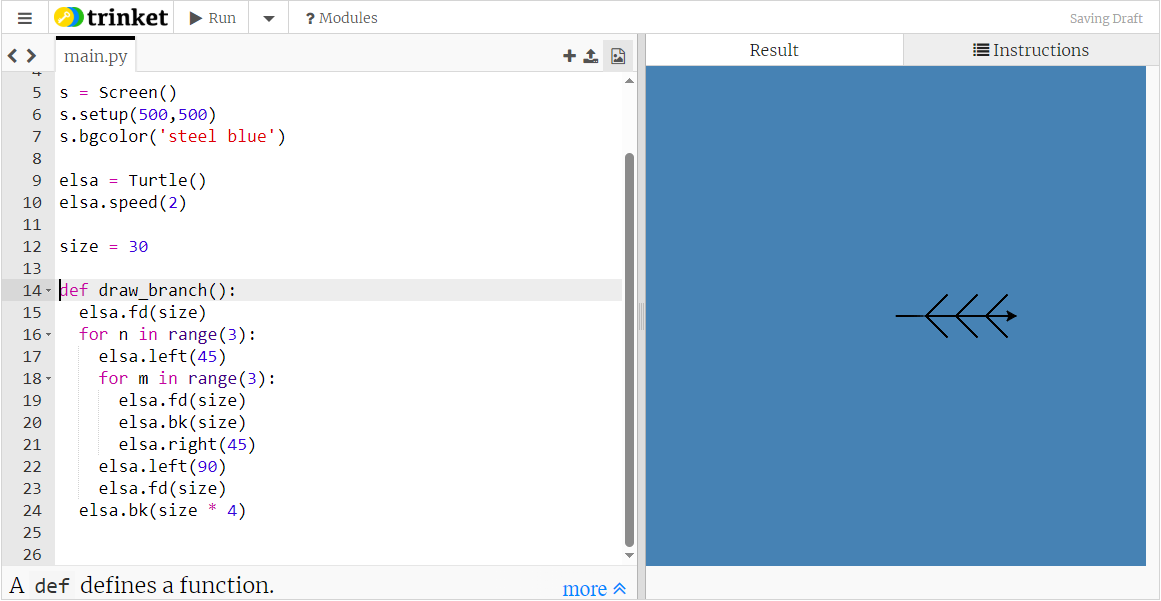 trinket Run ? Modules Saving Draft
main.py Result Instructions
4
5 s = Screen()
6 s.setup(500,500)
7 s.bgcolor('steel blue')
8
9 elsa = Turtle()
10 elsa.speed(2)
11
12 size = 30
13
14 def draw_branch():
15 elsa.fd(size)
16 for n in range(3):
17 elsa.left(45)
18 for m in range(3):
19 elsa.fd(size)
20 elsa.bk(size)
21 elsa.right(45)
22 elsa.left(90)
23 elsa.fd(size)
24 elsa.bk(size * 4)
25
26
A def defines a function. more